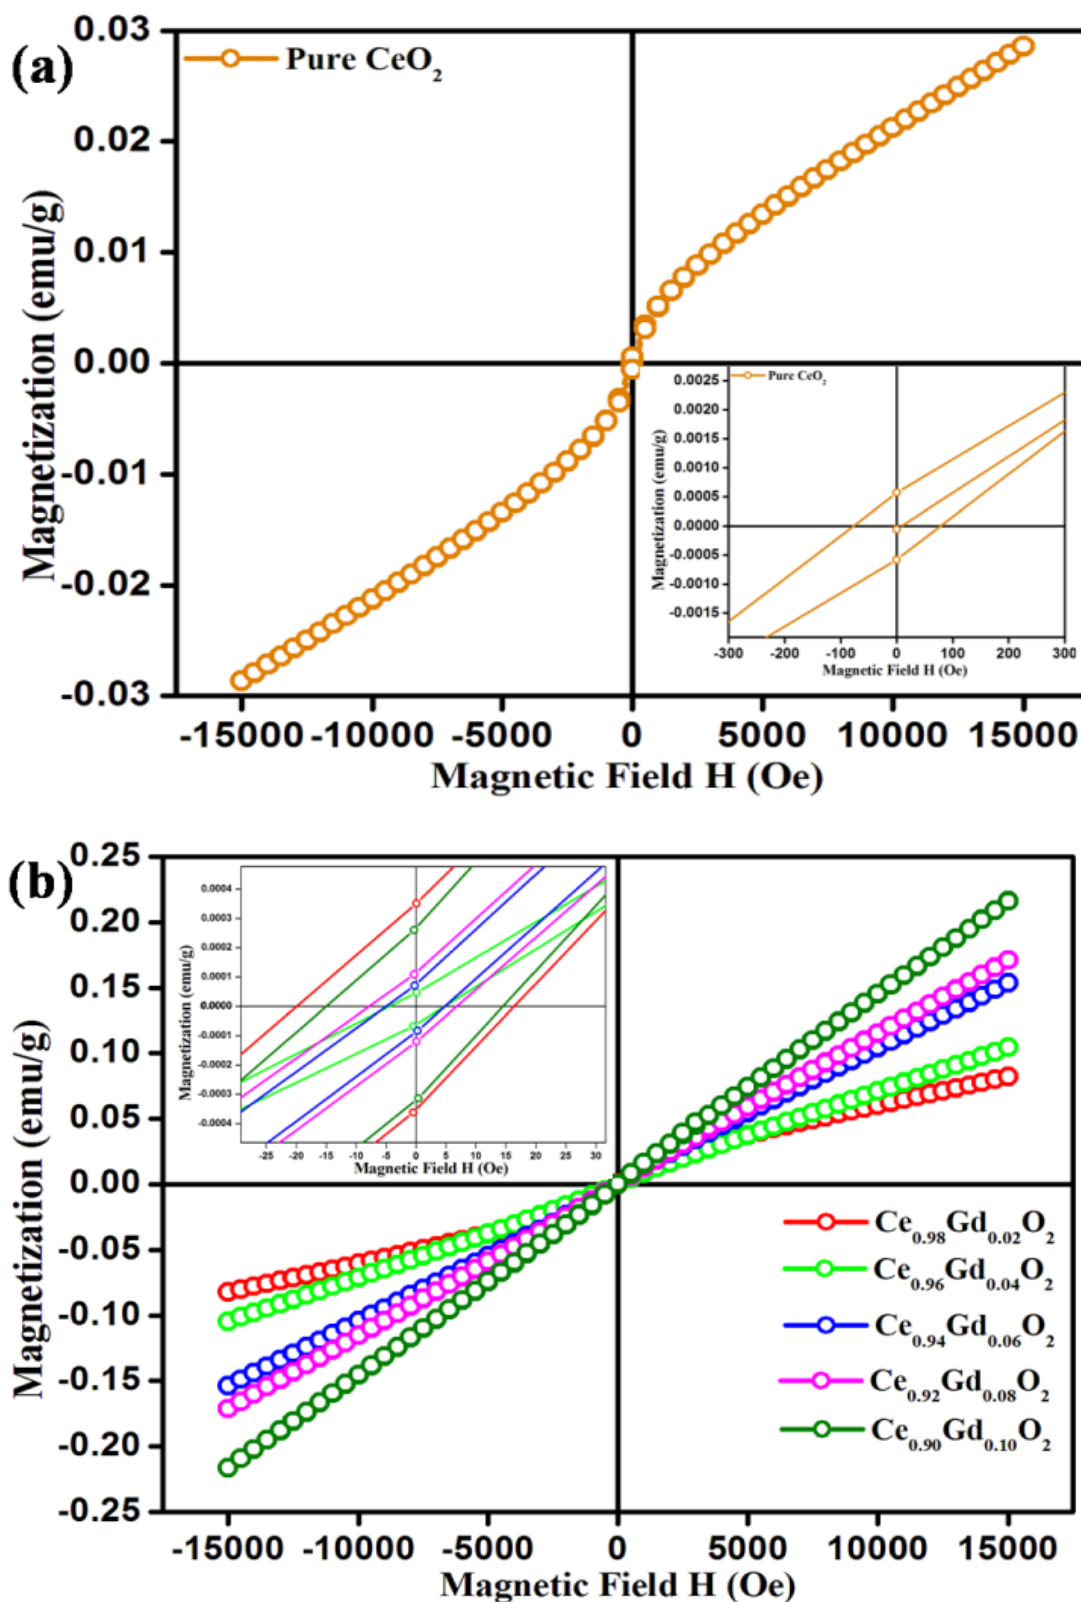 (a)
Pure CeO₂
0.03
0.02
0.01
0.00
-0.01
-0.02
-0.03
Magnetization (emu/g)
-15000 -10000 -5000 0 5000 10000 15000
Magnetic Field H (Oe)
Pure CeO₂
0.0025
0.0020
0.0015
0.0010
0.0005
0.0000
-0.0005
-0.0010
-0.0015
Magnetization (emu/g)
-300 -200 -100 0 100 200 300
Magnetic Field H (Oe)
(b)
0.25
0.20
0.15
0.10
0.05
0.00
-0.05
-0.10
-0.15
-0.20
-0.25
Magnetization (emu/g)
0.0004
0.0003
0.0002
0.0001
0.0000
-0.0001
-0.0002
-0.0003
-0.0004
Magnetization (emu/g)
-25 -20 -15 -10 -5 0 5 10 15 20 25 30
Magnetic Field H (Oe)
Ce₀.₉₈Gd₀.₀₂O₂
Ce₀.₉₆Gd₀.₀₄O₂
Ce₀.₉₄Gd₀.₀₆O₂
Ce₀.₉₂Gd₀.₀₈O₂
Ce₀.₉₀Gd₀.₁₀O₂
-15000 -10000 -5000 0 5000 10000 15000
Magnetic Field H (Oe)